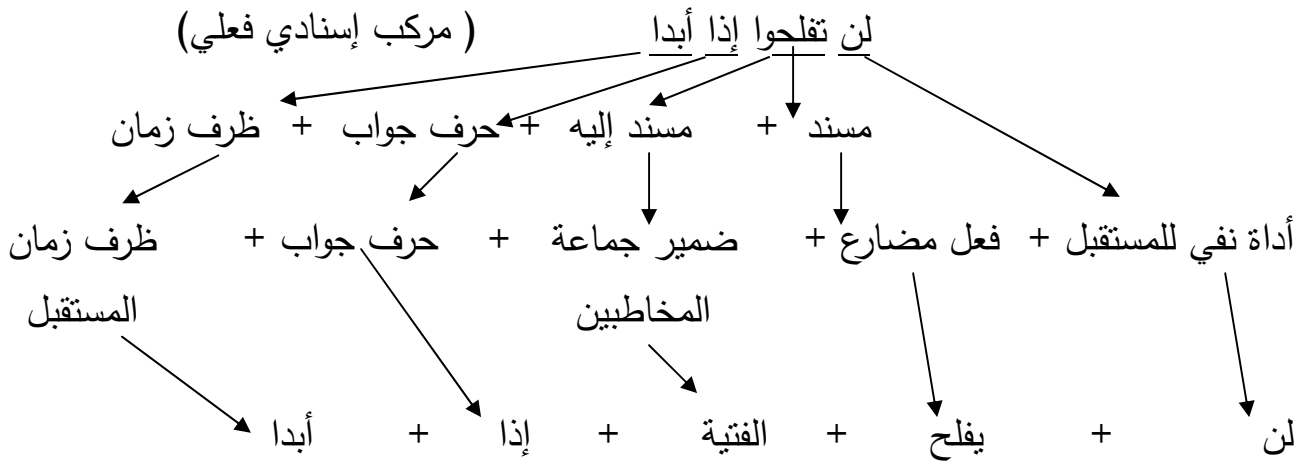 لن تفلحوا إذا أبدا ( مركب إسنادي فعلي)
مسند + مسند إليه + حرف جواب + ظرف زمان
أداة نفي للمستقبل + فعل مضارع + ضمير جماعة + حرف جواب + ظرف زمان
المخاطبين المستقبل
لن + يفلح + الفتية + إذا + أبدا